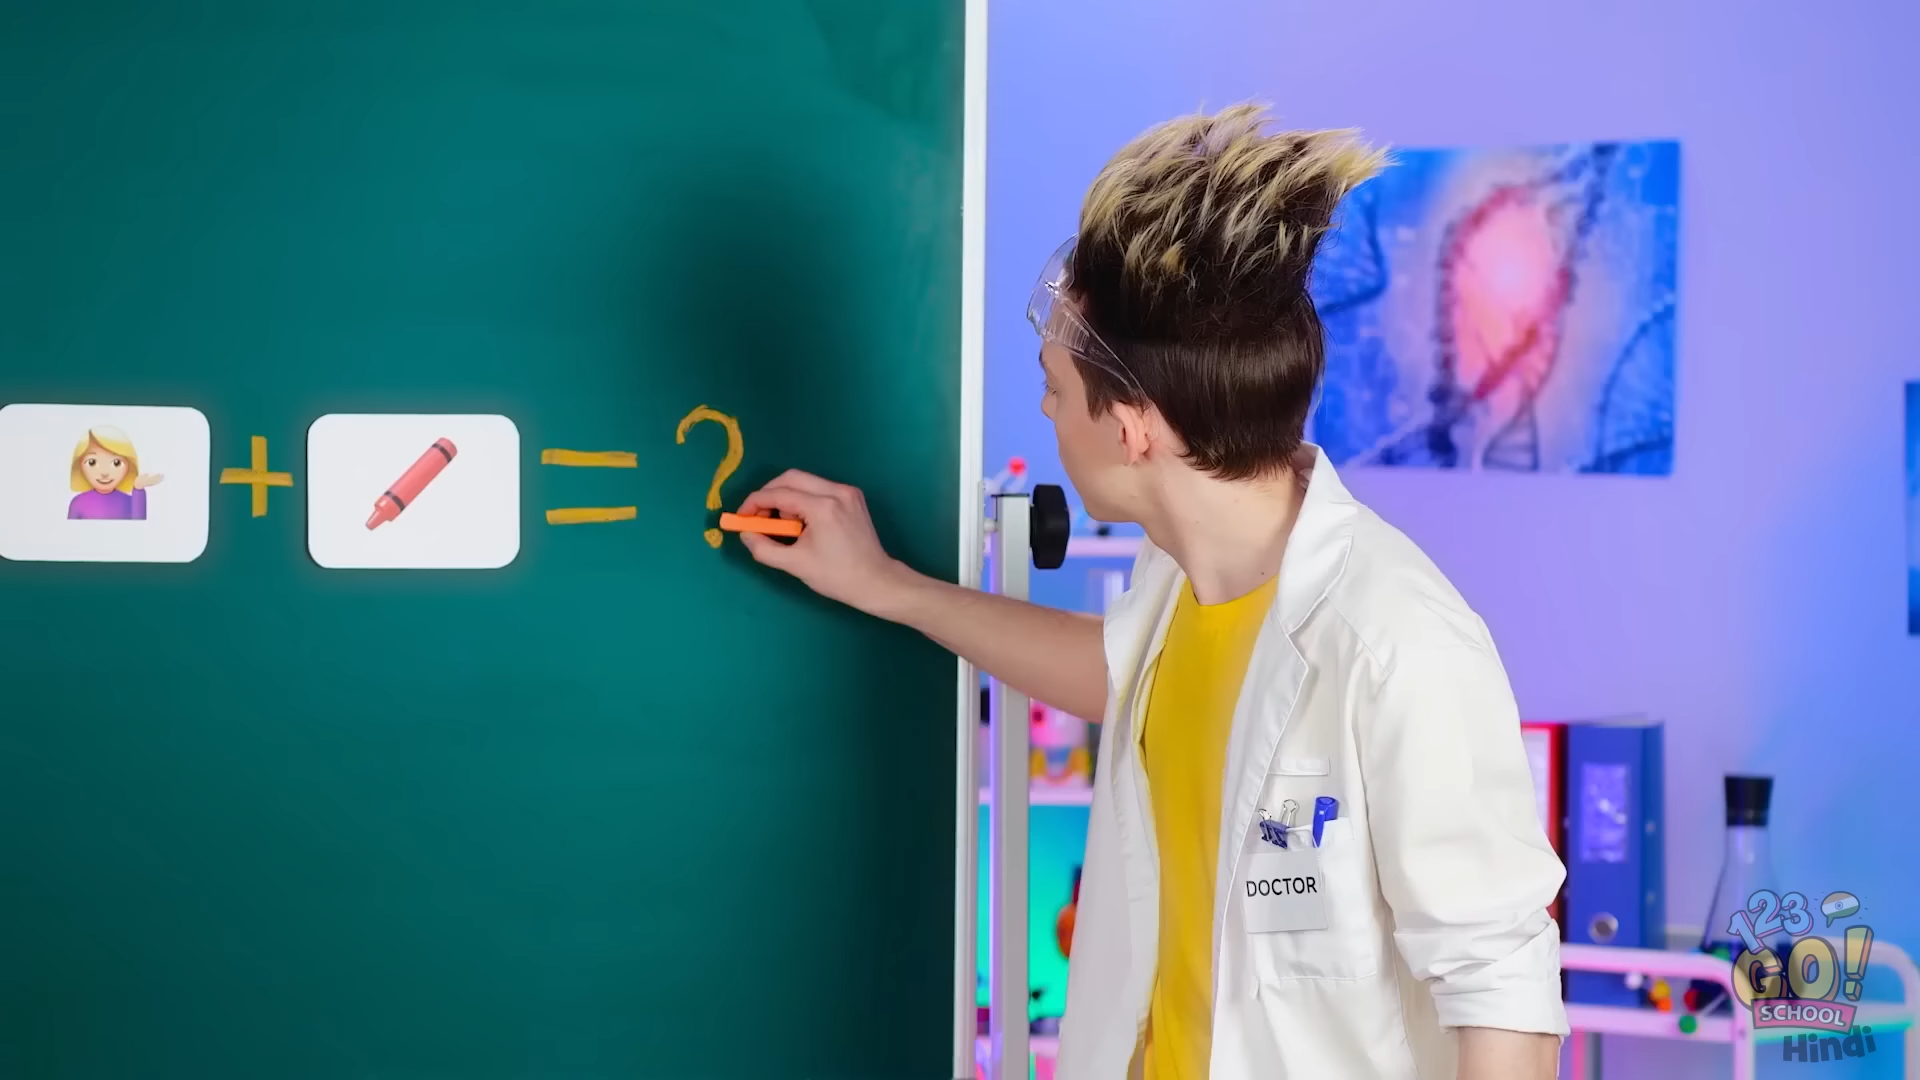 + = ?
DOCTOR
123
GO!
SCHOOL
Hindi